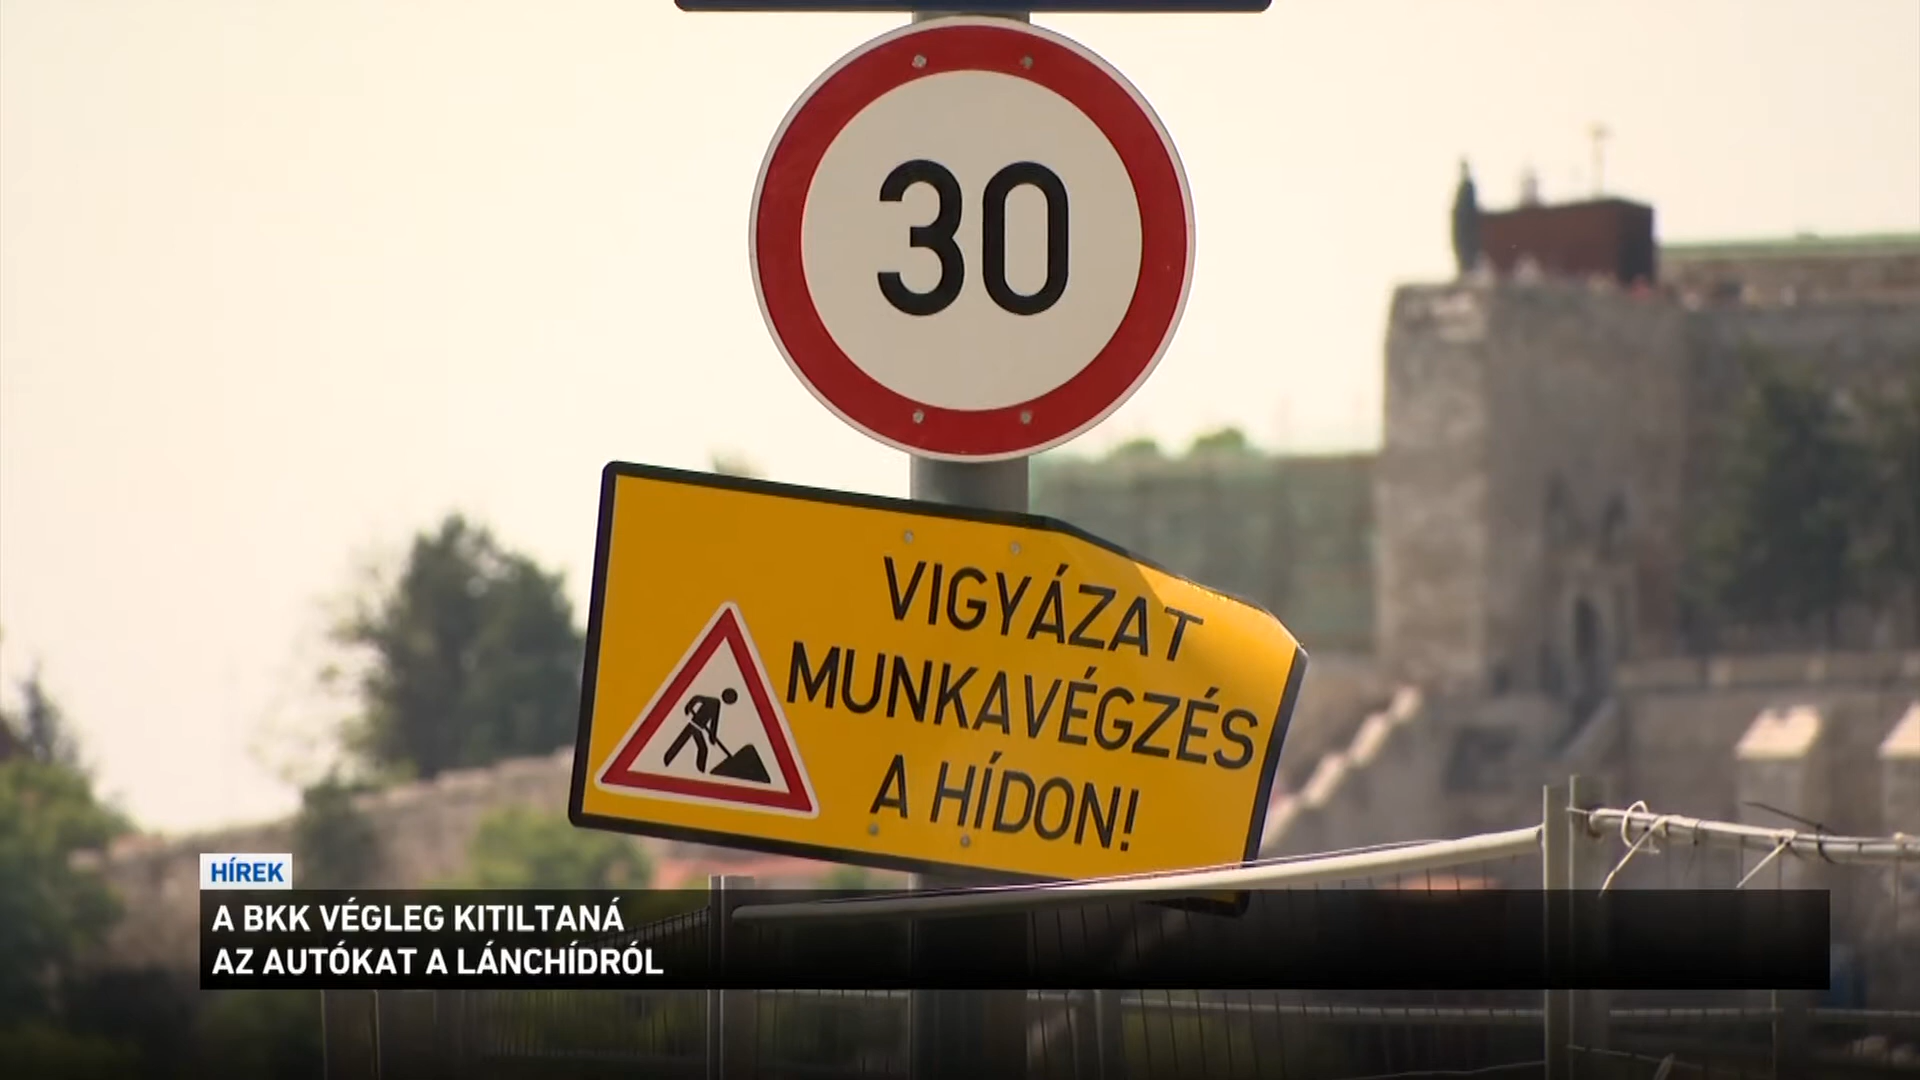 30
VIGYÁZAT
MUNKAVÉGZÉS
A HÍDON!
HÍREK
A BKK VÉGLEG KITILTANÁ
AZ AUTÓKAT A LÁNCHÍDRÓL